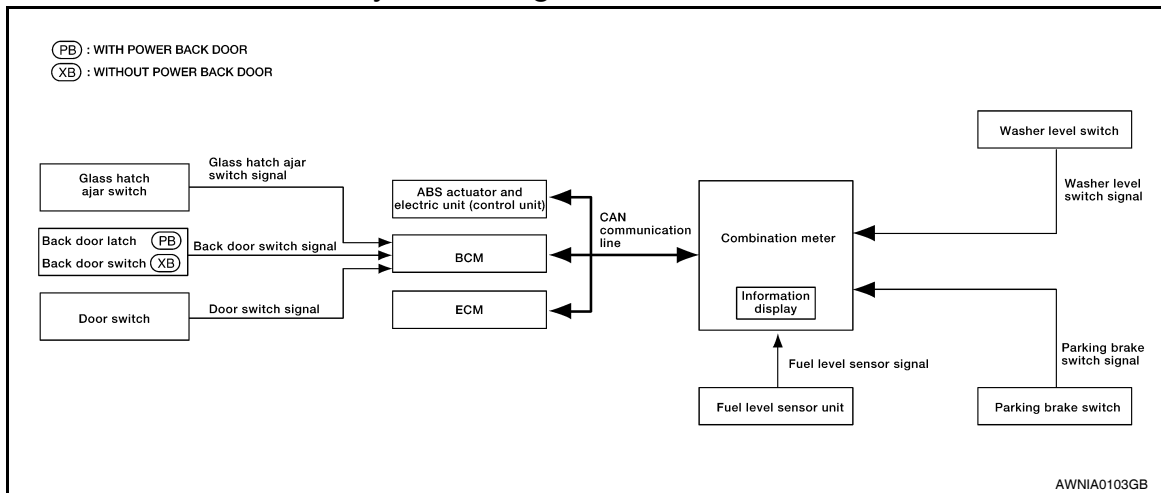 PB : WITH POWER BACK DOOR
XB : WITHOUT POWER BACK DOOR
Glass hatch
ajar switch
Glass hatch ajar
switch signal
Back door latch PB
Back door switch XB
Back door switch signal
Door switch
Door switch signal
ABS actuator and
electric unit (control unit)
BCM
ECM
CAN
communication
line
Combination meter
Information
display
Fuel level sensor signal
Fuel level sensor unit
Washer level switch
Washer level
switch signal
Parking brake
switch signal
Parking brake switch
AWNIA0103GB